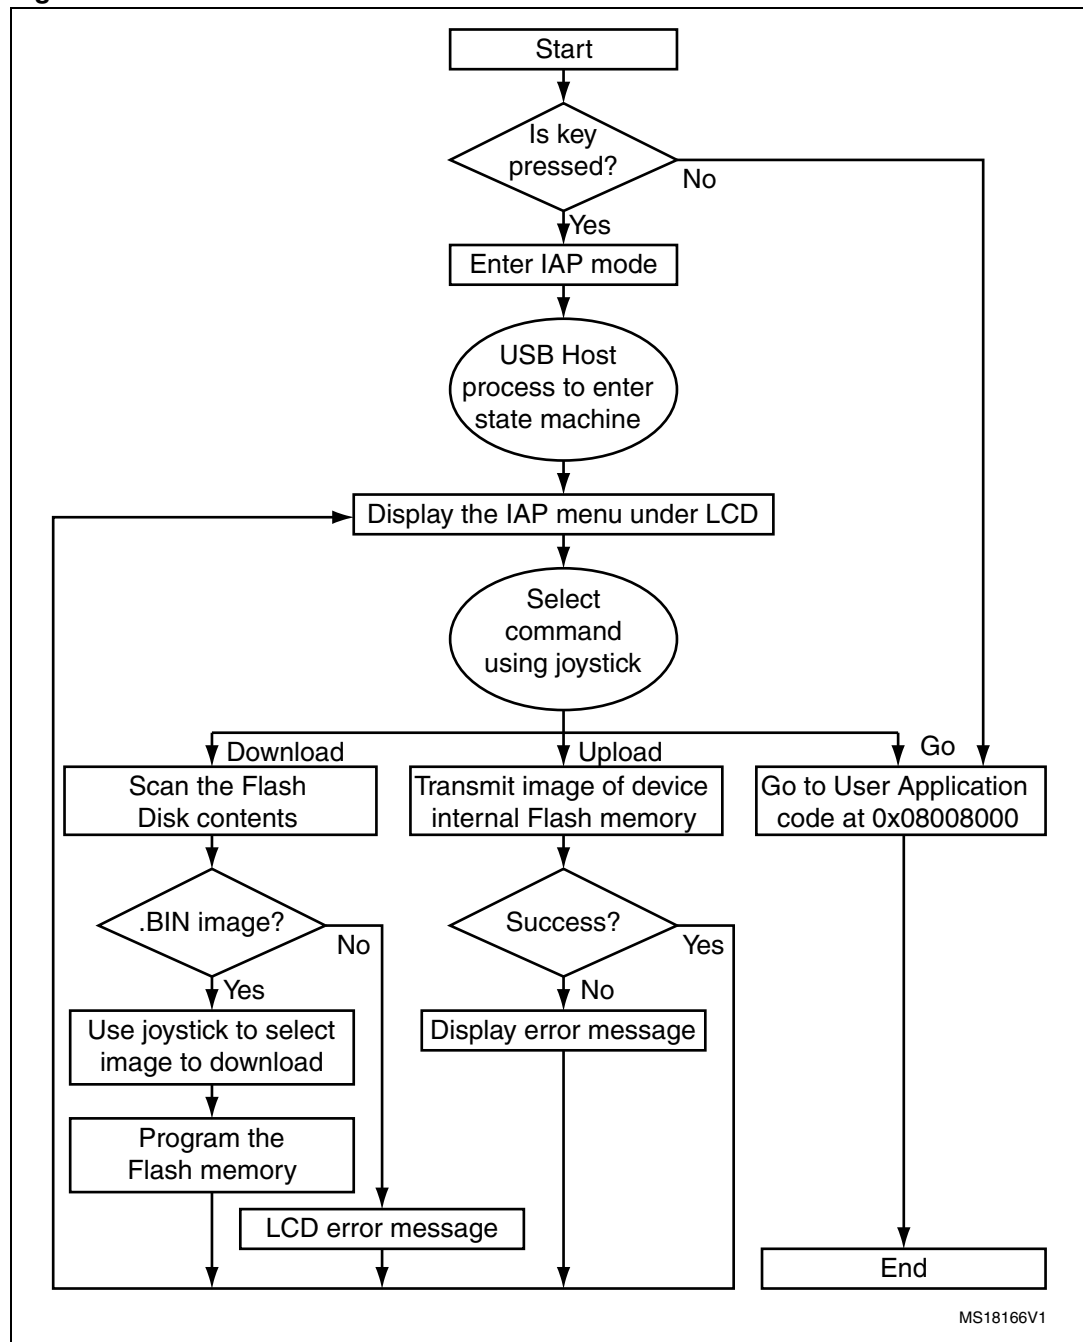 Start
Is key
pressed?
No
Yes
Enter IAP mode
USB Host
process to enter
state machine
Display the IAP menu under LCD
Select
command
using joystick
Download
Upload
Go
Scan the Flash
Disk contents
Transmit image of device
internal Flash memory
Go to User Application
code at 0x08008000
.BIN image?
No
Yes
Success?
Yes
No
Use joystick to select
image to download
Display error message
Program the
Flash memory
LCD error message
End
MS18166V1